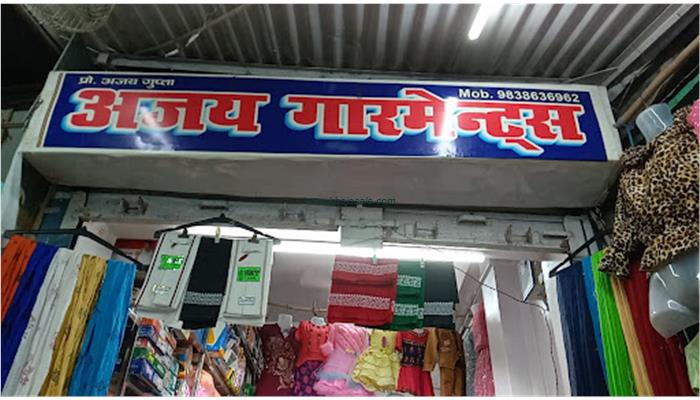 प्रो. अजय गुप्ता
Mob. 9838636962
अजय गारमेन्ट्स